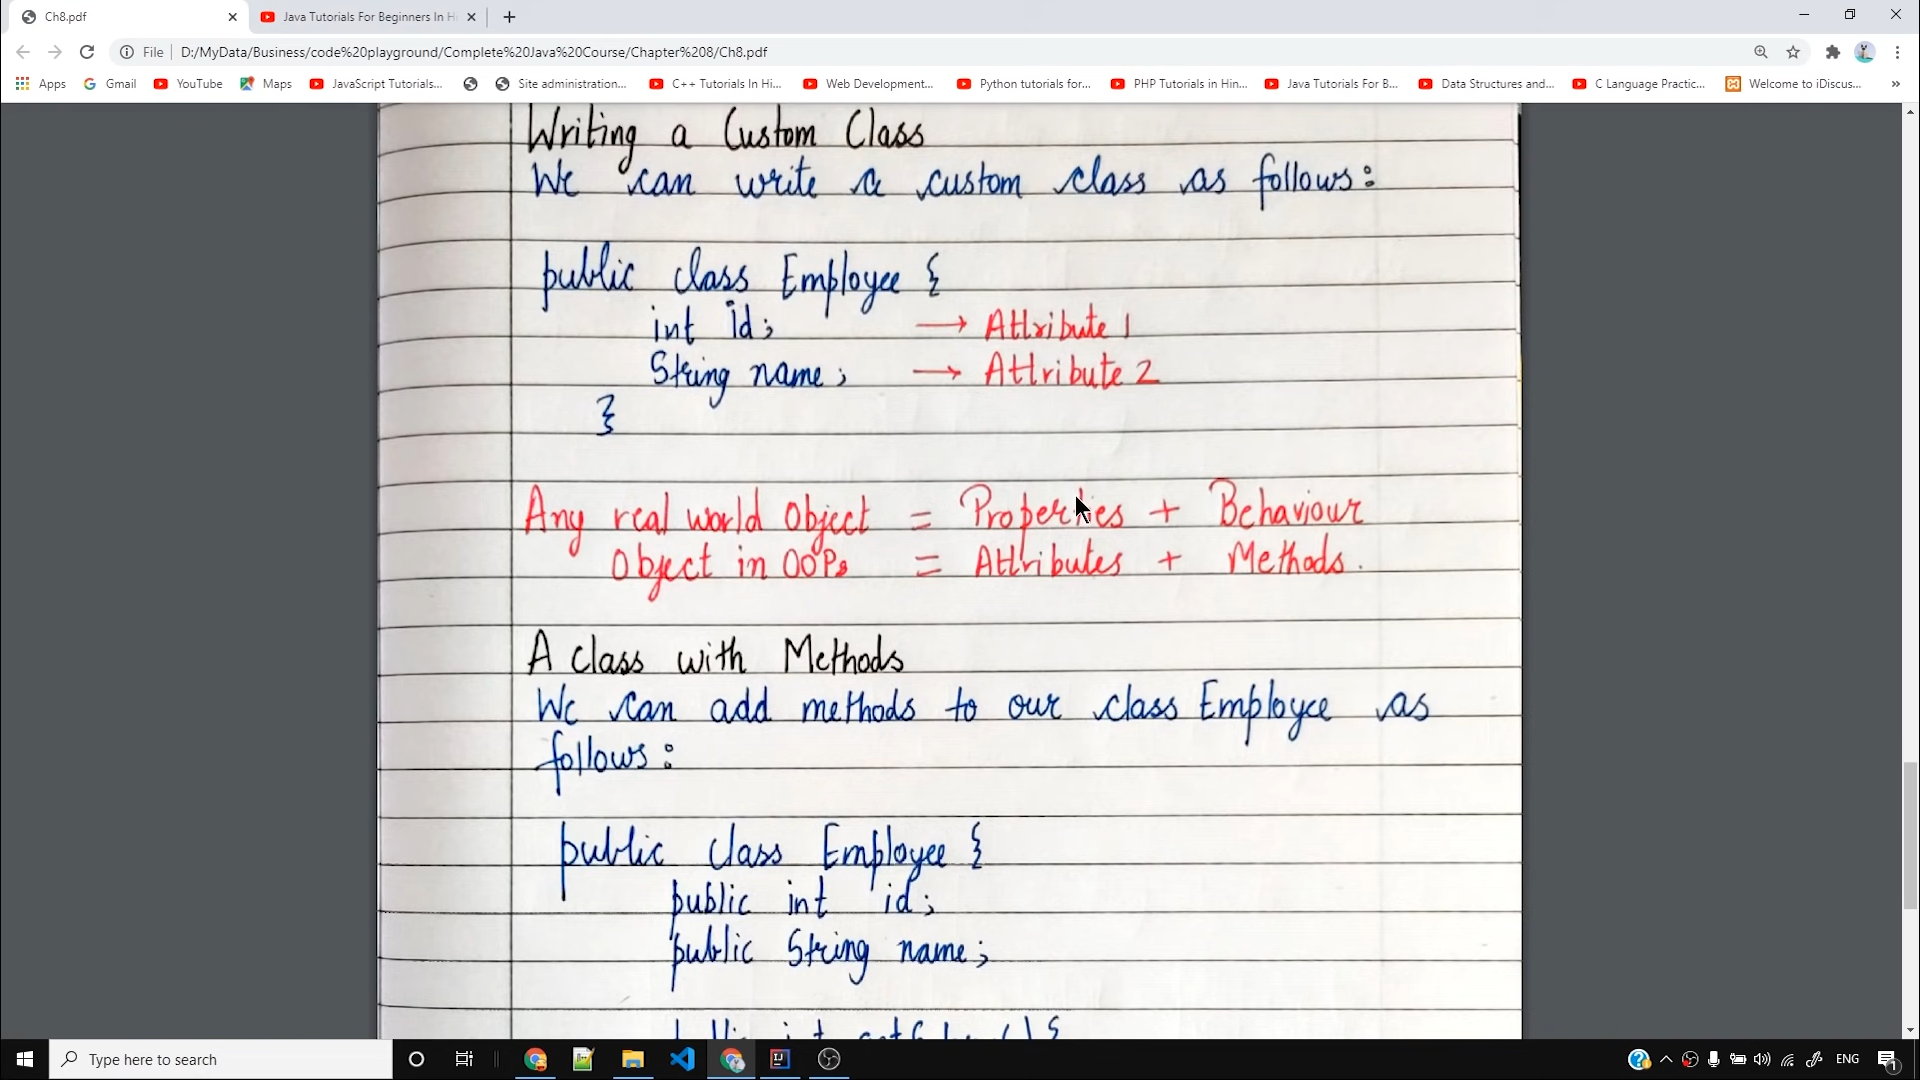 Ch8.pdf
Java Tutorials For Beginners In H
File
D:/MyData/Business/code%20playground/Complete%20Java%20Course/Chapter%208/Ch8.pdf
Apps
Gmail
YouTube
Maps
JavaScript Tutorials...
Site administration...
C++ Tutorials In Hi...
Web Development...
Python tutorials for...
PHP Tutorials in Hin...
Java Tutorials For B...
Data Structures and...
C Language Practic...
Welcome to iDiscus...
»
Writing a Custom Class
We can write a custom class as follows:
public class Employee {
int id; → Attribute 1
String name; → Attribute 2
}
Any real world Object = Properties + Behaviour
Object in OOPs = Attributes + Methods.
A class with Methods
We can add methods to our class Employee as
follows:
public class Employee {
public int id;
public String name;
Type here to search
ENG
1